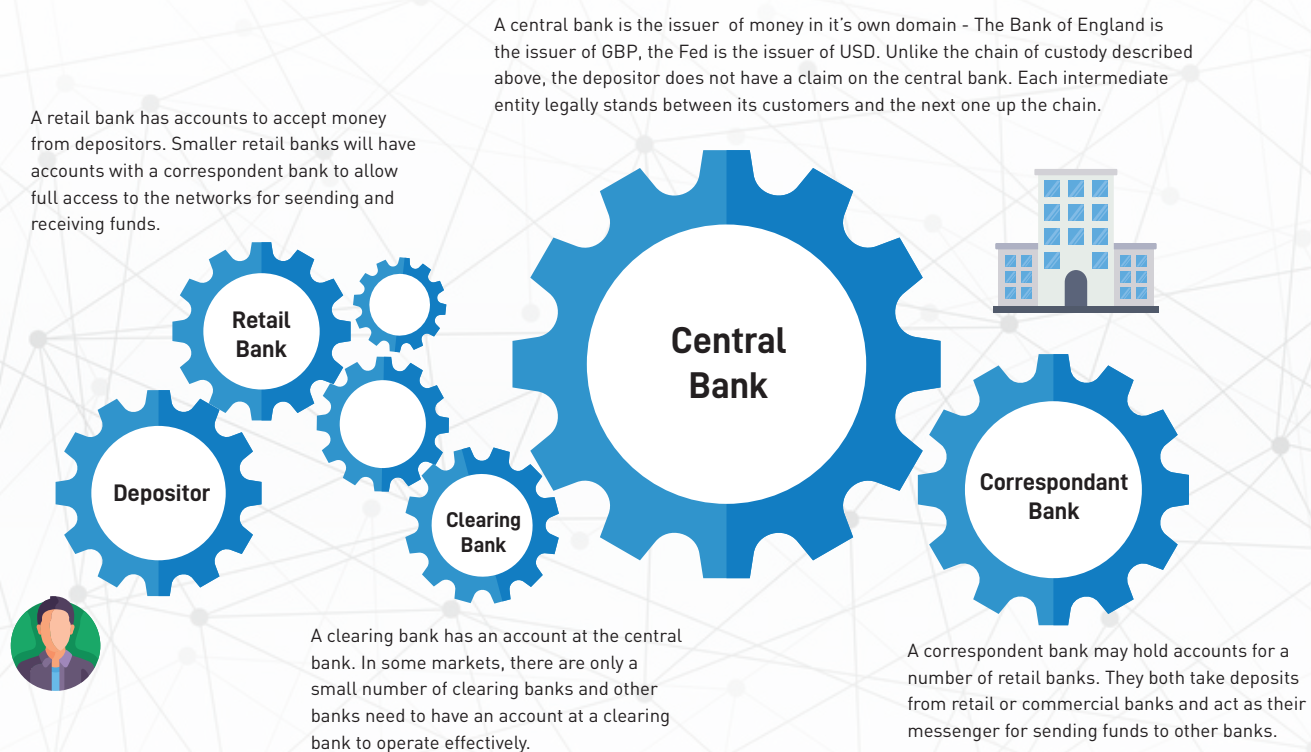 A central bank is the issuer of money in it's own domain - The Bank of England is
the issuer of GBP, the Fed is the issuer of USD. Unlike the chain of custody described
above, the depositor does not have a claim on the central bank. Each intermediate
entity legally stands between its customers and the next one up the chain.
A retail bank has accounts to accept money
from depositors. Smaller retail banks will have
accounts with a correspondent bank to allow
full access to the networks for seending and
receiving funds.
Retail
Bank
Central
Bank
Depositor
Clearing
Bank
Correspondant
Bank
A clearing bank has an account at the central
bank. In some markets, there are only a
small number of clearing banks and other
banks need to have an account at a clearing
bank to operate effectively.
A correspondent bank may hold accounts for a
number of retail banks. They both take deposits
from retail or commercial banks and act as their
messenger for sending funds to other banks.